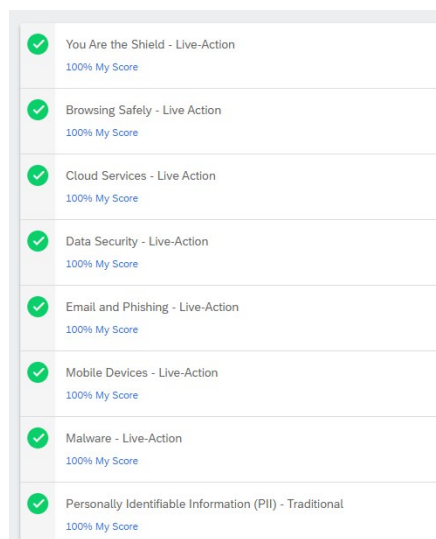 You Are the Shield - Live-Action
100% My Score
Browsing Safely - Live Action
100% My Score
Cloud Services - Live Action
100% My Score
Data Security - Live-Action
100% My Score
Email and Phishing - Live-Action
100% My Score
Mobile Devices - Live-Action
100% My Score
Malware - Live-Action
100% My Score
Personally Identifiable Information (PII) - Traditional
100% My Score